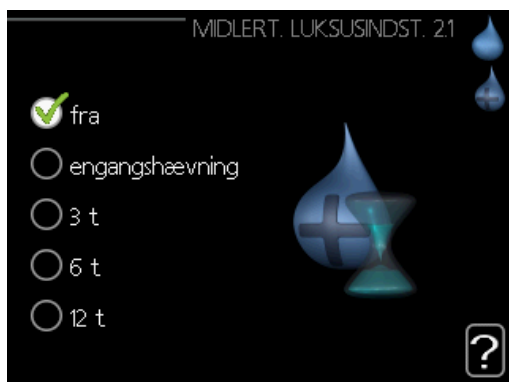 MIDLERT. LUKSUSINDST. 2.1
fra
engangshævning
3 t
6 t
12 t
?